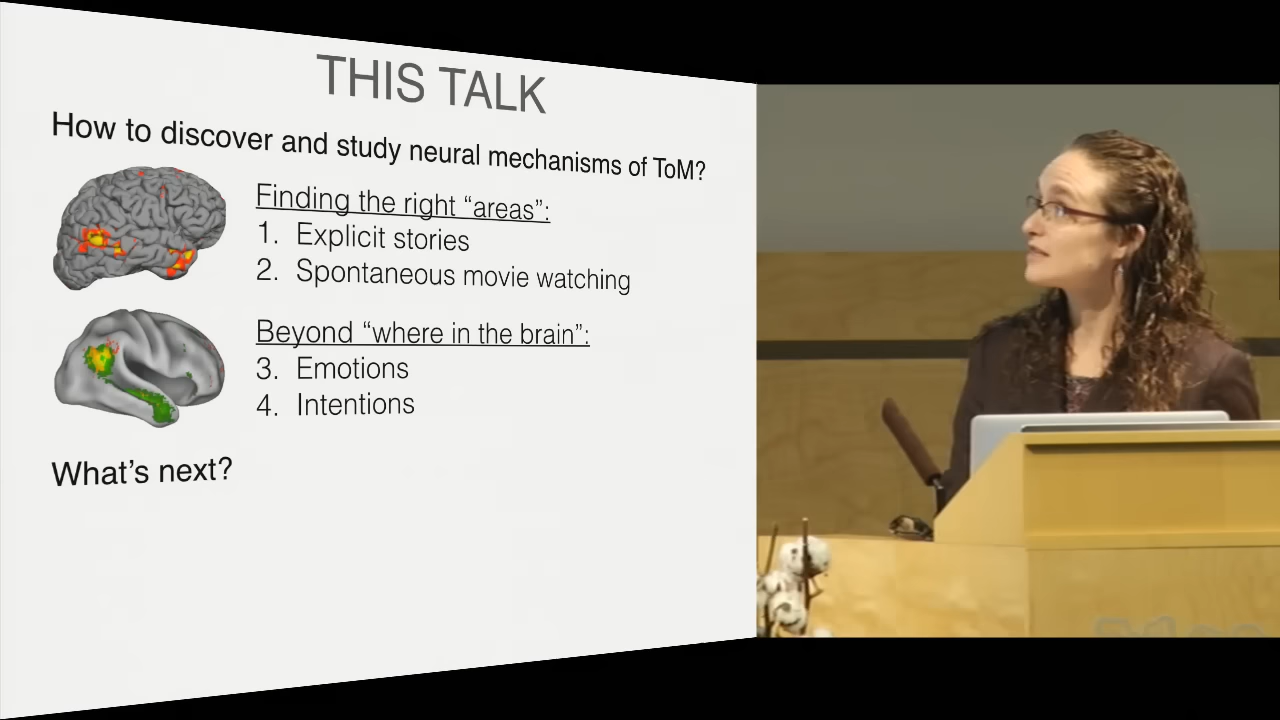 THIS TALK
How to discover and study neural mechanisms of ToM?
Finding the right “areas”:
1. Explicit stories
2. Spontaneous movie watching
Beyond “where in the brain”:
3. Emotions
4. Intentions
What’s next?